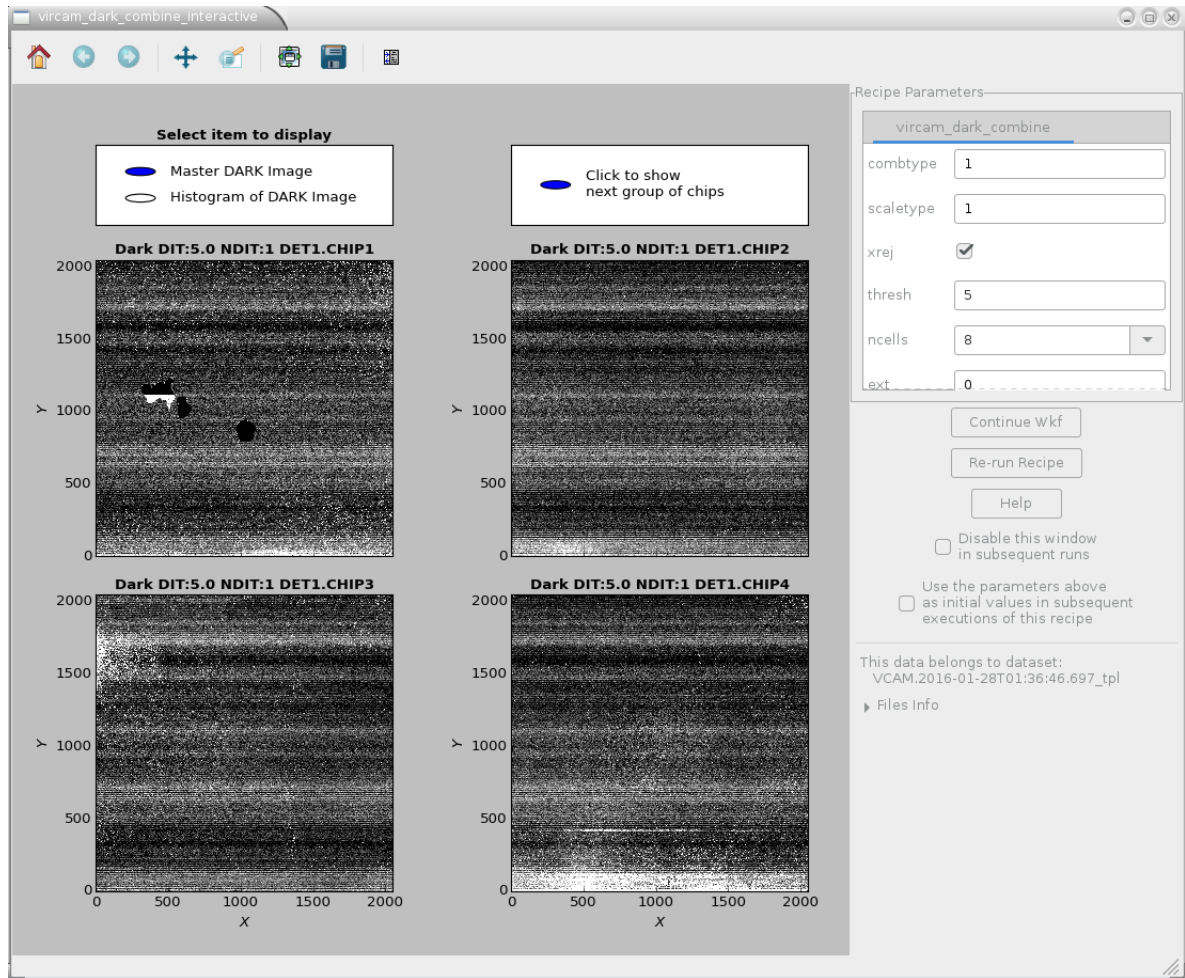 vircam_dark_combine_interactive
Select item to display
Master DARK Image
Histogram of DARK Image
Click to show
next group of chips
Dark DIT:5.0 NDIT:1 DET1.CHIP1
2000
1500
1000
500
0
Y
Dark DIT:5.0 NDIT:1 DET1.CHIP2
2000
1500
1000
500
0
Y
Dark DIT:5.0 NDIT:1 DET1.CHIP3
2000
1500
1000
500
0
Y
0 500 1000 1500 2000
X
Dark DIT:5.0 NDIT:1 DET1.CHIP4
2000
1500
1000
500
0
Y
0 500 1000 1500 2000
X
Recipe Parameters
vircam_dark_combine
combtype 1
scaletype 1
xrej
thresh 5
ncells 8
ext 0
Continue Wkf
Re-run Recipe
Help
Disable this window
in subsequent runs
Use the parameters above
as initial values in subsequent
executions of this recipe
This data belongs to dataset:
VCAM.2016-01-28T01:36:46.697_tpl
Files Info